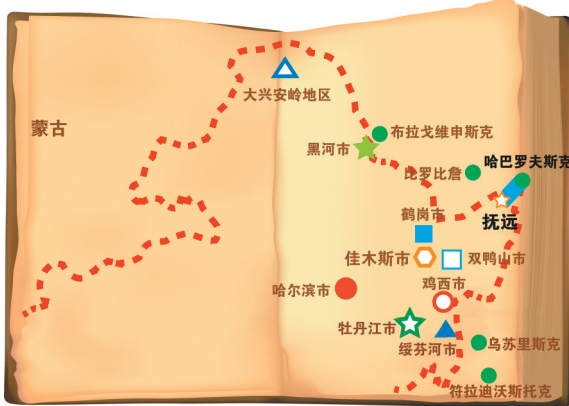 大兴安岭地区
蒙古
布拉戈维申斯克
黑河市
哈巴罗夫斯克
比罗比詹
鹤岗市
抚远
佳木斯市
双鸭山市
鸡西市
哈尔滨市
牡丹江市
绥芬河市
乌苏里斯克
符拉迪沃斯托克